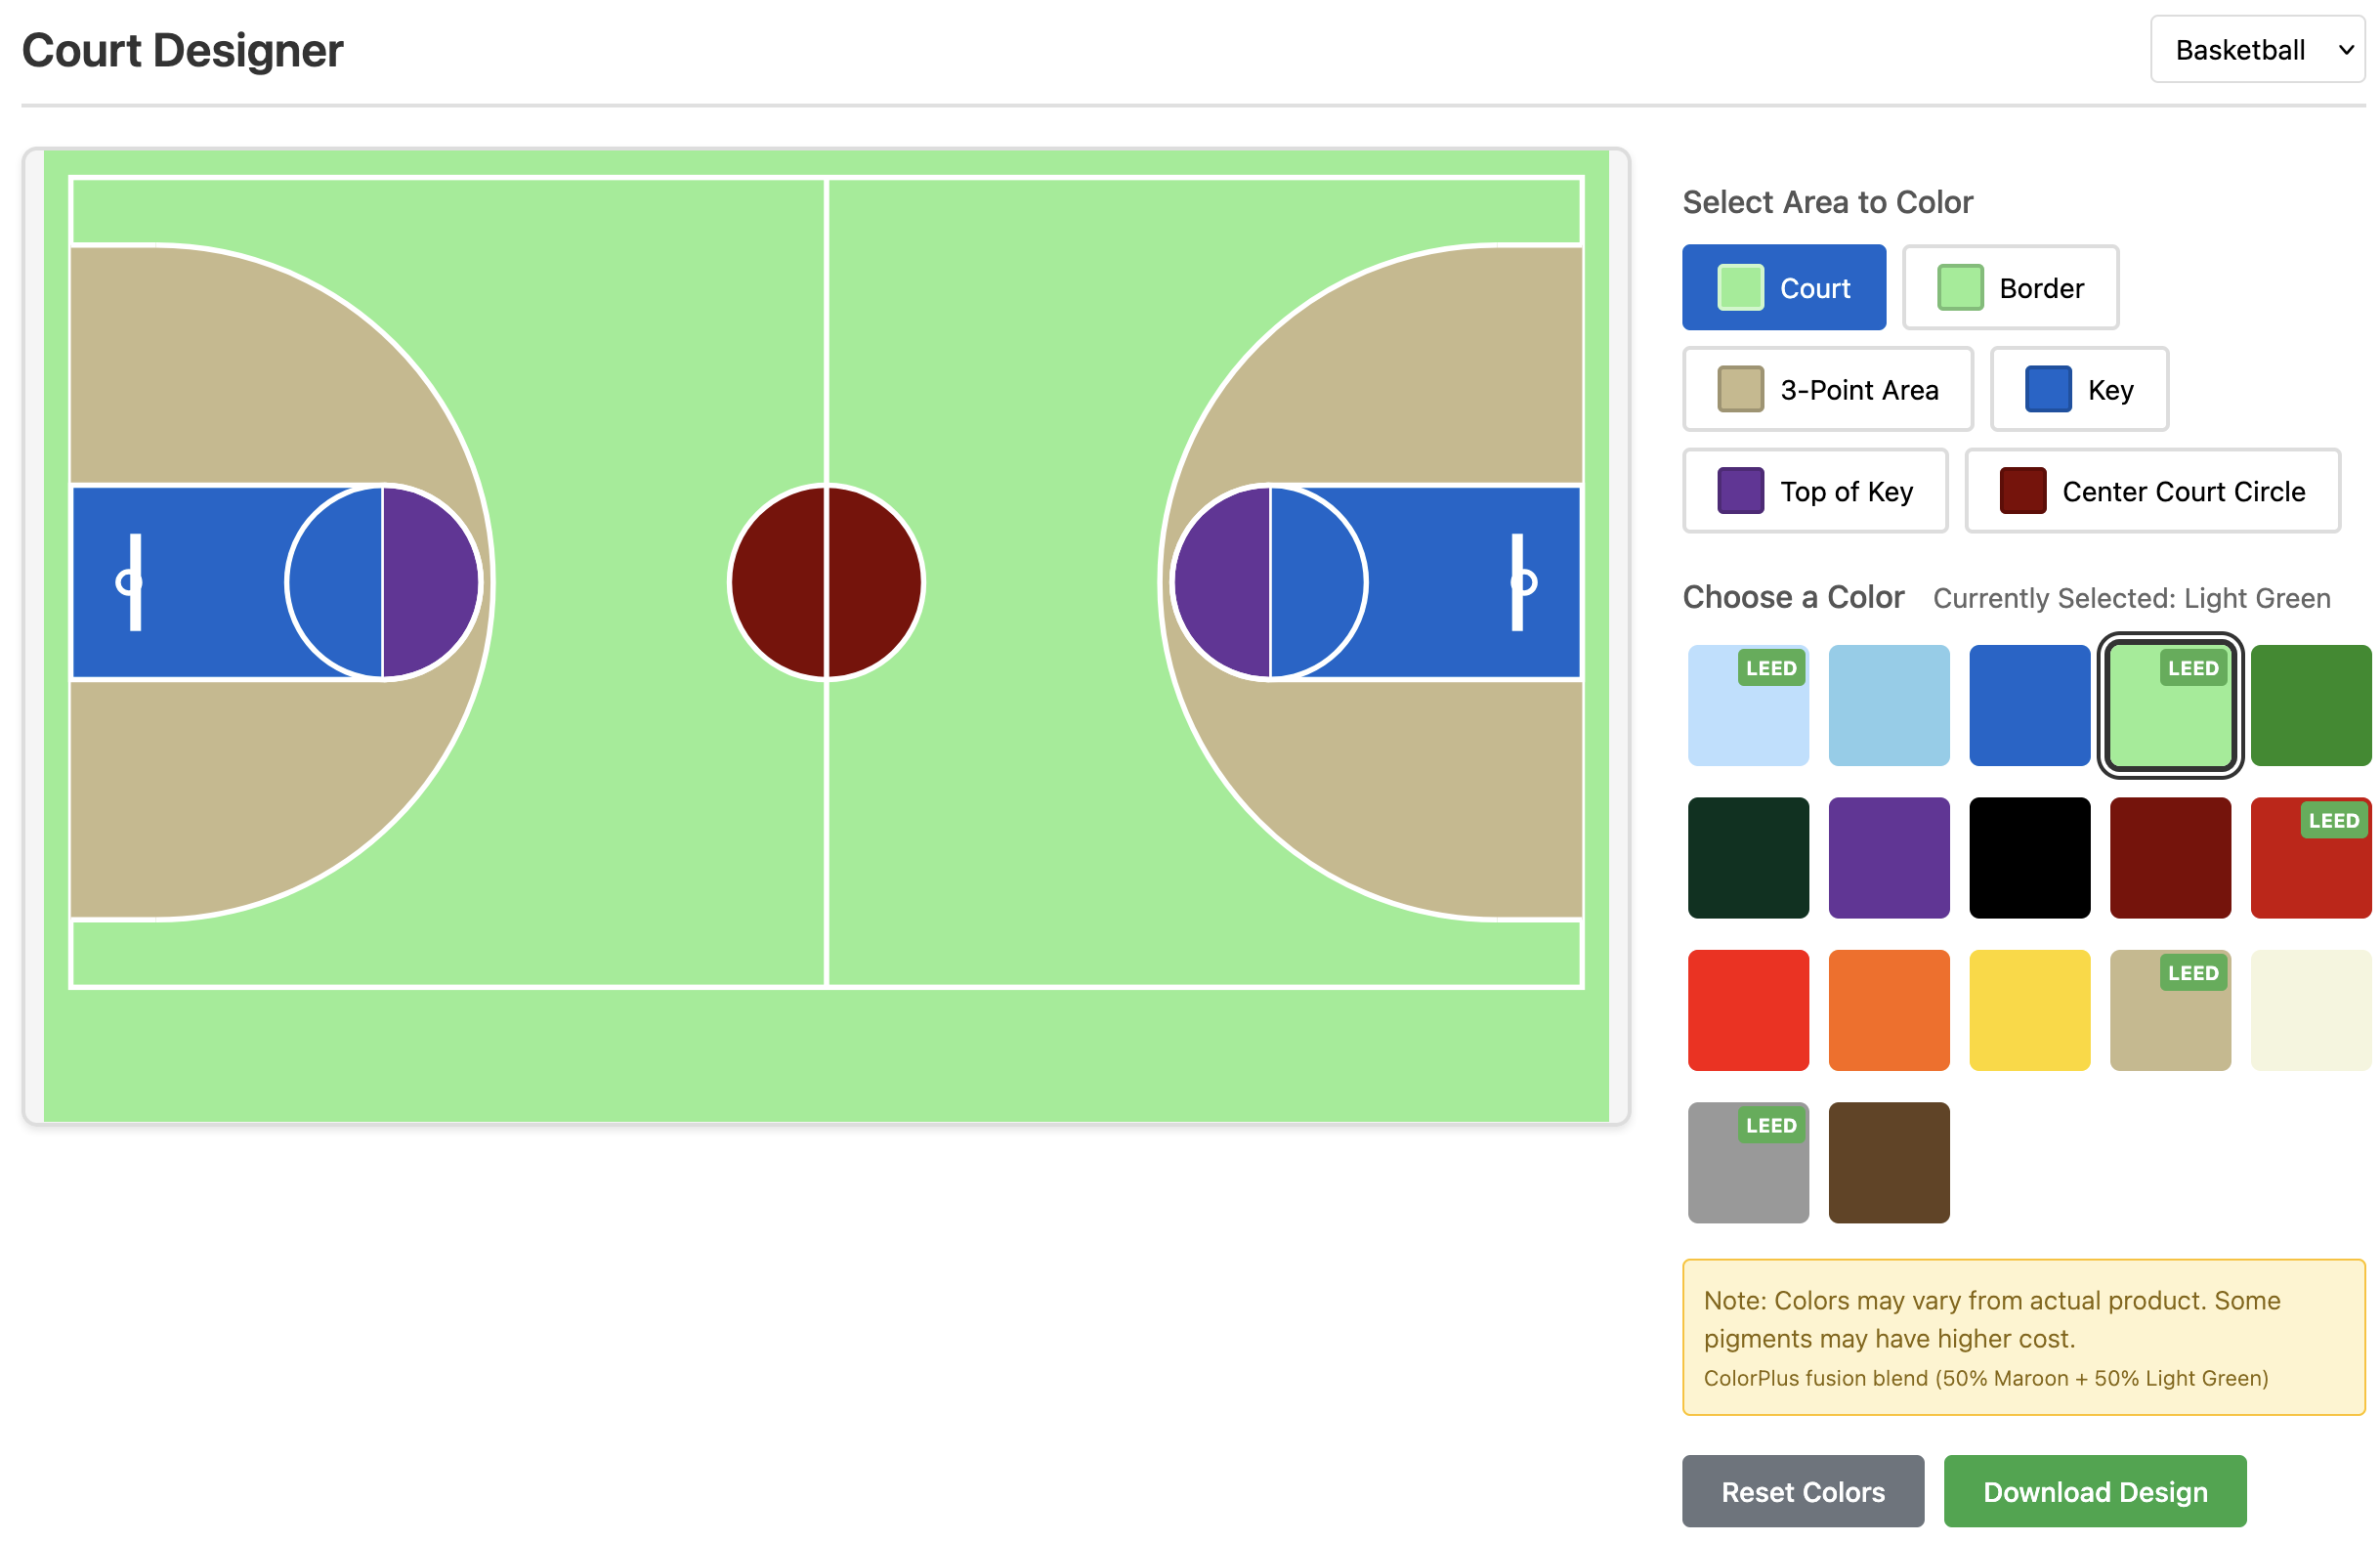 Court Designer
Basketball
Select Area to Color
Court
Border
3-Point Area
Key
Top of Key
Center Court Circle
Choose a Color
Currently Selected: Light Green
LEED
LEED
LEED
LEED
LEED
Note: Colors may vary from actual product. Some
pigments may have higher cost.
ColorPlus fusion blend (50% Maroon + 50% Light Green)
Reset Colors
Download Design